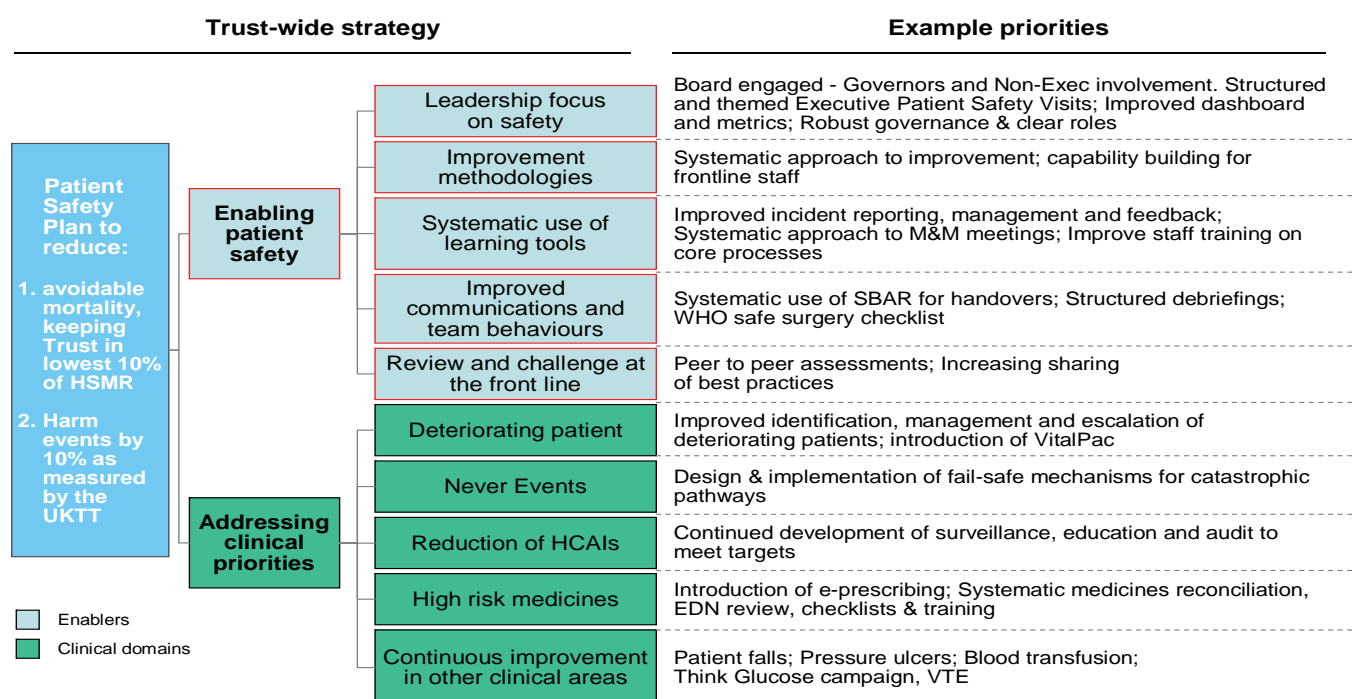 Trust-wide strategy
Example priorities
Patient
Safety
Plan to
reduce:
1. avoidable
mortality,
keeping
Trust in
lowest 10%
of HSMR
2. Harm
events by
10% as
measured
by the
UKTT
Enabling
patient
safety
Leadership focus
on safety
Board engaged - Governors and Non-Exec involvement. Structured
and themed Executive Patient Safety Visits; Improved dashboard
and metrics; Robust governance & clear roles
Improvement
methodologies
Systematic approach to improvement; capability building for
frontline staff
Systematic use of
learning tools
Improved incident reporting, management and feedback;
Systematic approach to M&M meetings; Improve staff training on
core processes
Improved
communications and
team behaviours
Systematic use of SBAR for handovers; Structured debriefings;
WHO safe surgery checklist
Review and challenge at
the front line
Peer to peer assessments; Increasing sharing
of best practices
Addressing
clinical
priorities
Deteriorating patient
Improved identification, management and escalation of
deteriorating patients; introduction of VitalPac
Never Events
Design & implementation of fail-safe mechanisms for catastrophic
pathways
Reduction of HCAIs
Continued development of surveillance, education and audit to
meet targets
High risk medicines
Introduction of e-prescribing; Systematic medicines reconciliation,
EDN review, checklists & training
Continuous improvement
in other clinical areas
Patient falls; Pressure ulcers; Blood transfusion;
Think Glucose campaign, VTE
Enablers
Clinical domains